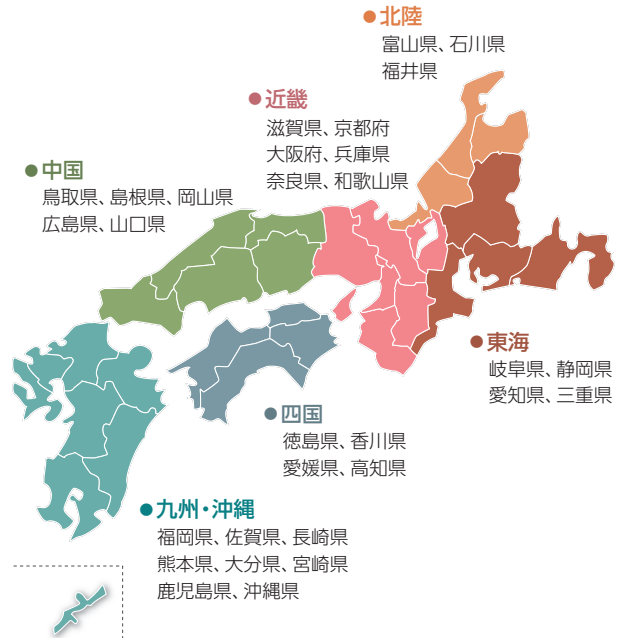 ●北陸
富山県、石川県
福井県
●近畿
滋賀県、京都府
大阪府、兵庫県
奈良県、和歌山県
●中国
鳥取県、島根県、岡山県
広島県、山口県
●東海
岐阜県、静岡県
愛知県、三重県
●四国
徳島県、香川県
愛媛県、高知県
●九州・沖縄
福岡県、佐賀県、長崎県
熊本県、大分県、宮崎県
鹿児島県、沖縄県